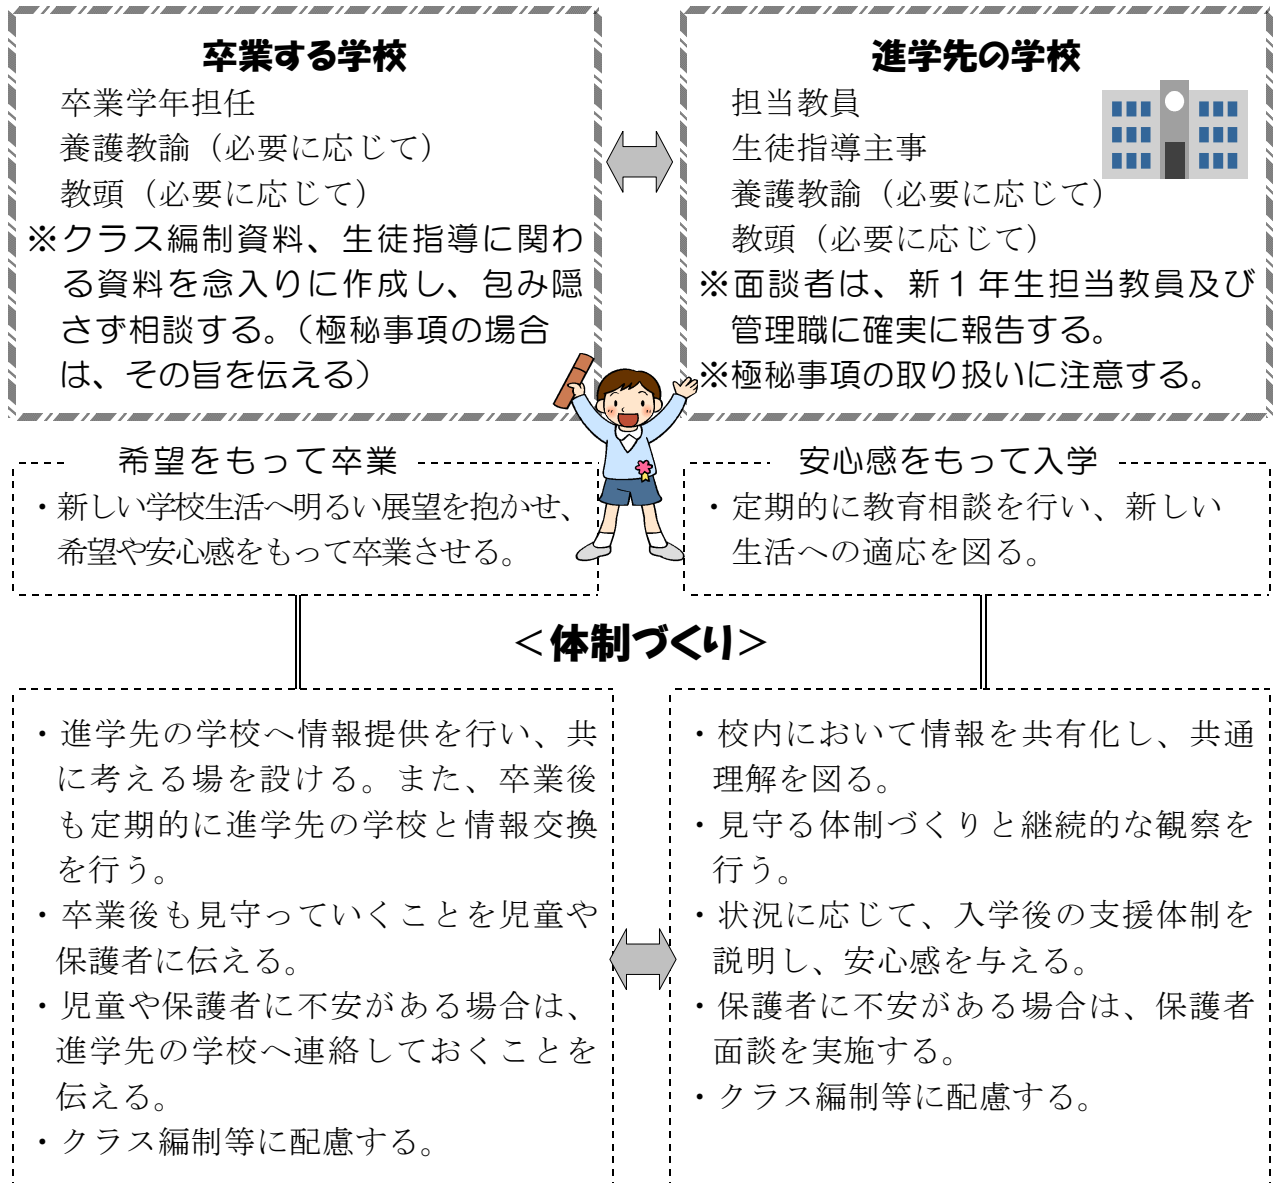 卒業する学校
卒業学年担任
養護教諭（必要に応じて）
教頭（必要に応じて）
※クラス編制資料、生徒指導に関わ
る資料を念入りに作成し、包み隠
さず相談する。（極秘事項の場合
は、その旨を伝える）
進学先の学校
担当教員
生徒指導主事
養護教諭（必要に応じて）
教頭（必要に応じて）
※面談者は、新１年生担当教員及び
管理職に確実に報告する。
※極秘事項の取り扱いに注意する。
希望をもって卒業
・新しい学校生活へ明るい展望を抱かせ、
希望や安心感をもって卒業させる。
安心感をもって入学
・定期的に教育相談を行い、新しい
生活への適応を図る。
＜体制づくり＞
・進学先の学校へ情報提供を行い、共
に考える場を設ける。また、卒業後
も定期的に進学先の学校と情報交換
を行う。
・卒業後も見守っていくことを児童や
保護者に伝える。
・児童や保護者に不安がある場合は、
進学先の学校へ連絡しておくことを
伝える。
・クラス編制等に配慮する。
・校内において情報を共有化し、共通
理解を図る。
・見守る体制づくりと継続的な観察を
行う。
・状況に応じて、入学後の支援体制を
説明し、安心感を与える。
・保護者に不安がある場合は、保護者
面談を実施する。
・クラス編制等に配慮する。